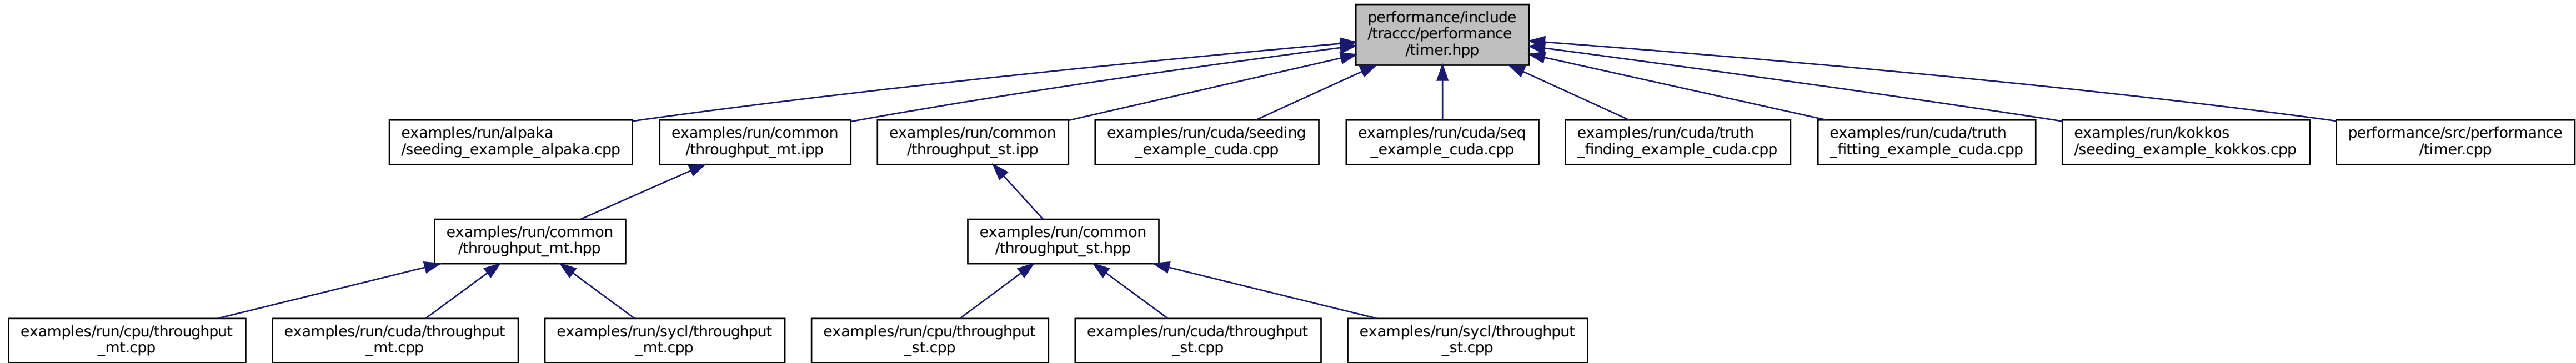 performance/include
/traccc/performance
/timer.hpp
examples/run/alpaka
/seeding_example_alpaka.cpp
examples/run/common
/throughput_mt.ipp
examples/run/common
/throughput_st.ipp
examples/run/cuda/seeding
_example_cuda.cpp
examples/run/cuda/seq
_example_cuda.cpp
examples/run/cuda/truth
_finding_example_cuda.cpp
examples/run/cuda/truth
_fitting_example_cuda.cpp
examples/run/kokkos
/seeding_example_kokkos.cpp
performance/src/performance
/timer.cpp
examples/run/common
/throughput_mt.hpp
examples/run/common
/throughput_st.hpp
examples/run/cpu/throughput
_mt.cpp
examples/run/cuda/throughput
_mt.cpp
examples/run/sycl/throughput
_mt.cpp
examples/run/cpu/throughput
_st.cpp
examples/run/cuda/throughput
_st.cpp
examples/run/sycl/throughput
_st.cpp